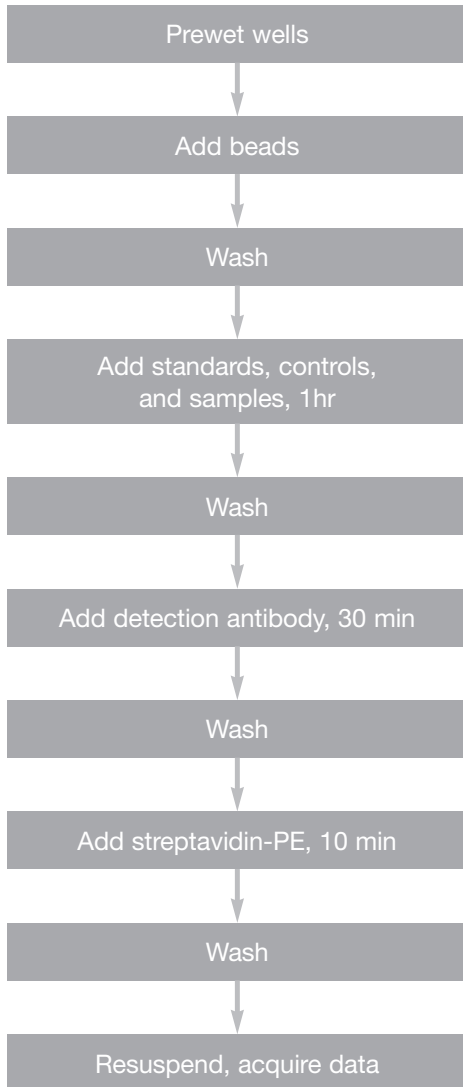 Prewet wells
Add beads
Wash
Add standards, controls,
and samples, 1hr
Wash
Add detection antibody, 30 min
Wash
Add streptavidin-PE, 10 min
Wash
Resuspend, acquire data